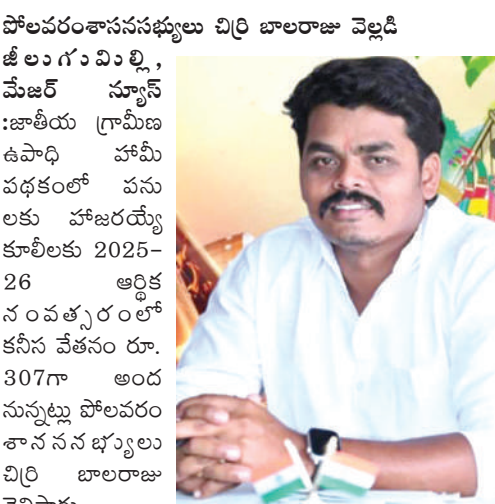 పోలవరంశాసనసభ్యులు చిర్రి బాలరాజు వెల్లడి
జీలుగుమిల్లి,
మేజర్ న్యూస్
:జాతీయ గ్రామీణ
ఉపాధి హామీ
పథకంలో పను
లకు హాజరయ్యే
కూలీలకు 2025-
26 ఆర్థిక
సంవత్సరంలో
కనీస వేతనం రూ.
307గా అంద
నున్నట్లు పోలవరం
శాసనసభ్యులు
చిర్రి బాలరాజు